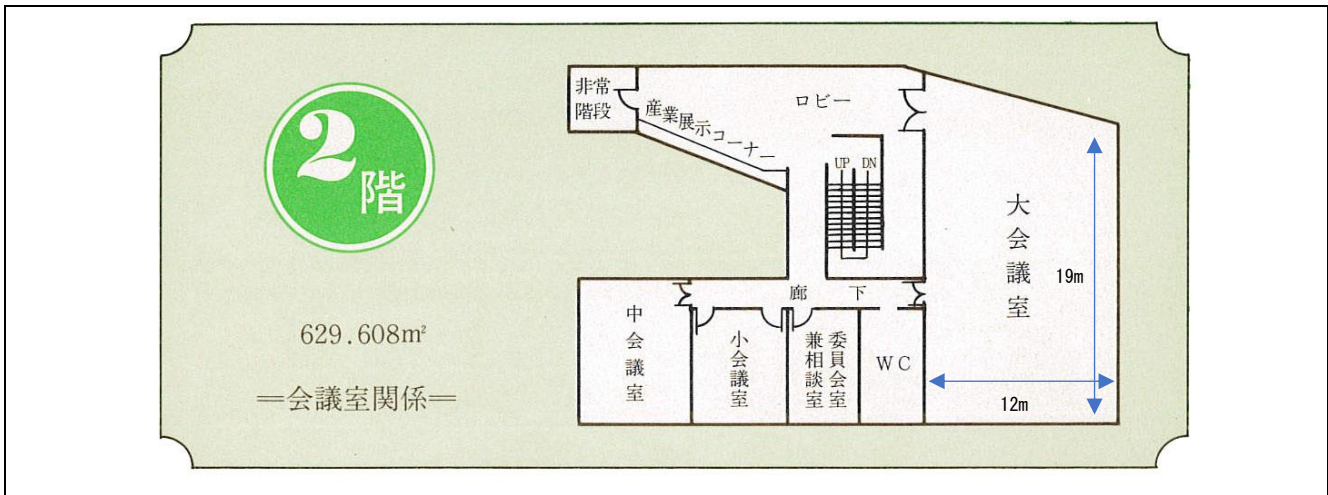 2階
629.608㎡
＝会議室関係＝
非常
階段
産業展示コーナー
ロビー
UP DN
大会議室
19m
12m
廊下
中会議室
小会議室
委員会室
兼相談室
WC